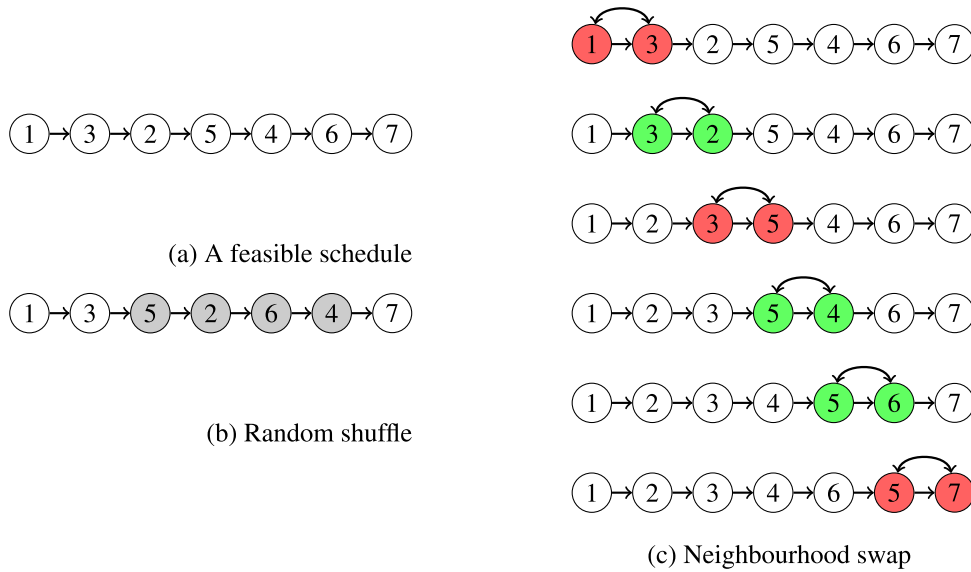 1 3 2 5 4 6 7
(a) A feasible schedule
1 3 5 2 6 4 7
(b) Random shuffle
1 3 2 5 4 6 7
1 3 2 5 4 6 7
1 2 3 5 4 6 7
1 2 3 5 4 6 7
1 2 3 4 5 6 7
1 2 3 4 6 5 7
(c) Neighbourhood swap